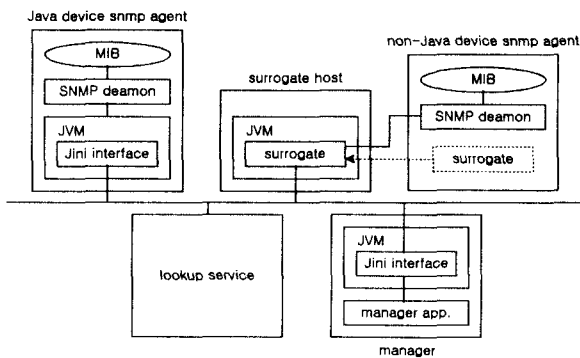 Java device snmp agent
MIB
SNMP deamon
JVM
Jini interface
surrogate host
JVM
surrogate
non-Java device snmp agent
MIB
SNMP deamon
surrogate
lookup service
JVM
Jini interface
manager app.
manager